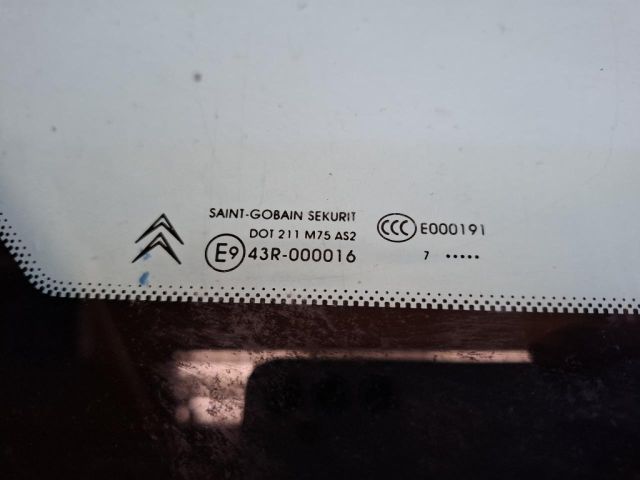 SAINT-GOBAIN SEKURIT
DOT 211 M75 AS2
E9 43R-000016
CCC E000191
7 •••••